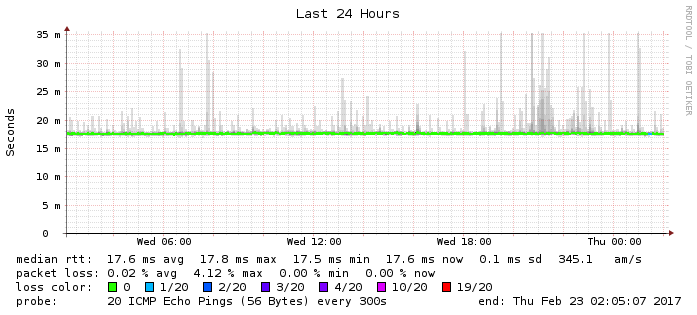 Last 24 Hours
RRDTOOL / TOBI OETIKER
Seconds
35 m
30 m
25 m
20 m
15 m
10 m
5 m
0
Wed 06:00 Wed 12:00 Wed 18:00 Thu 00:00
median rtt: 17.6 ms avg 17.8 ms max 17.5 ms min 17.6 ms now 0.1 ms sd 345.1 am/s
packet loss: 0.02 % avg 4.12 % max 0.00 % min 0.00 % now
loss color: 0 1/20 2/20 3/20 4/20 10/20 19/20
probe: 20 ICMP Echo Pings (56 Bytes) every 300s end: Thu Feb 23 02:05:07 2017